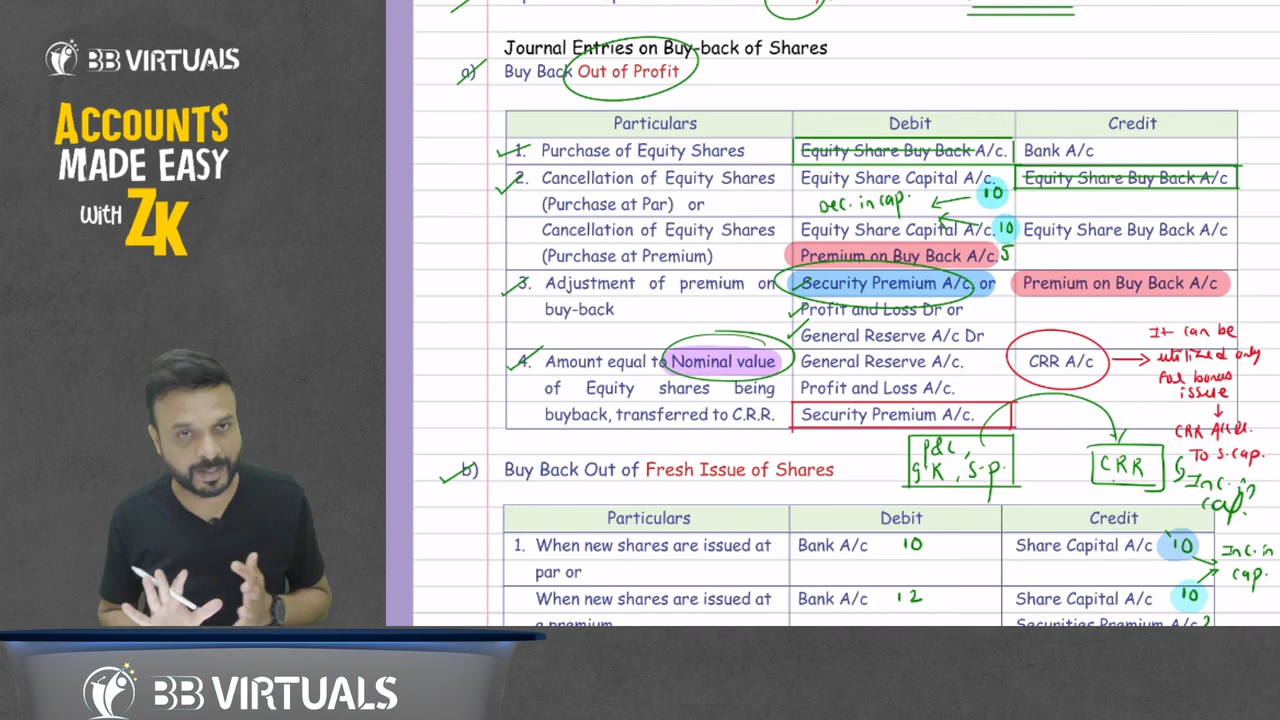 BB VIRTUALS
ACCOUNTS
MADE EASY
WITH
ZK
Journal Entries on Buy-back of Shares
a) Buy Back Out of Profit
Particulars Debit Credit
1. Purchase of Equity Shares Equity Share Buy Back A/c. Bank A/c
2. Cancellation of Equity Shares Equity Share Capital A/c. 10 Equity Share Buy Back A/c
(Purchase at Par) or Dec. in cap.
Cancellation of Equity Shares Equity Share Capital A/c. 10 Equity Share Buy Back A/c
(Purchase at Premium) Premium on Buy Back A/c. 5
3. Adjustment of premium on Security Premium A/c. or Premium on Buy Back A/c
buy-back Profit and Loss Dr or
General Reserve A/c Dr
4. Amount equal to Nominal value General Reserve A/c. CRR A/c
of Equity shares being Profit and Loss A/c.
buyback, transferred to C.R.R. Security Premium A/c.
It can be
utilized only
for bonus
issue
CRR A/c Dr.
To S. cap.
P&L,
GR, S.P.
CRR
Inc. in
cap.
b) Buy Back Out of Fresh Issue of Shares
Particulars Debit Credit
1. When new shares are issued at Bank A/c 10 Share Capital A/c 10
par or
Inc. in
cap.
When new shares are issued at Bank A/c 12 Share Capital A/c 10
a premium Securities Premium A/c 2
BB VIRTUALS